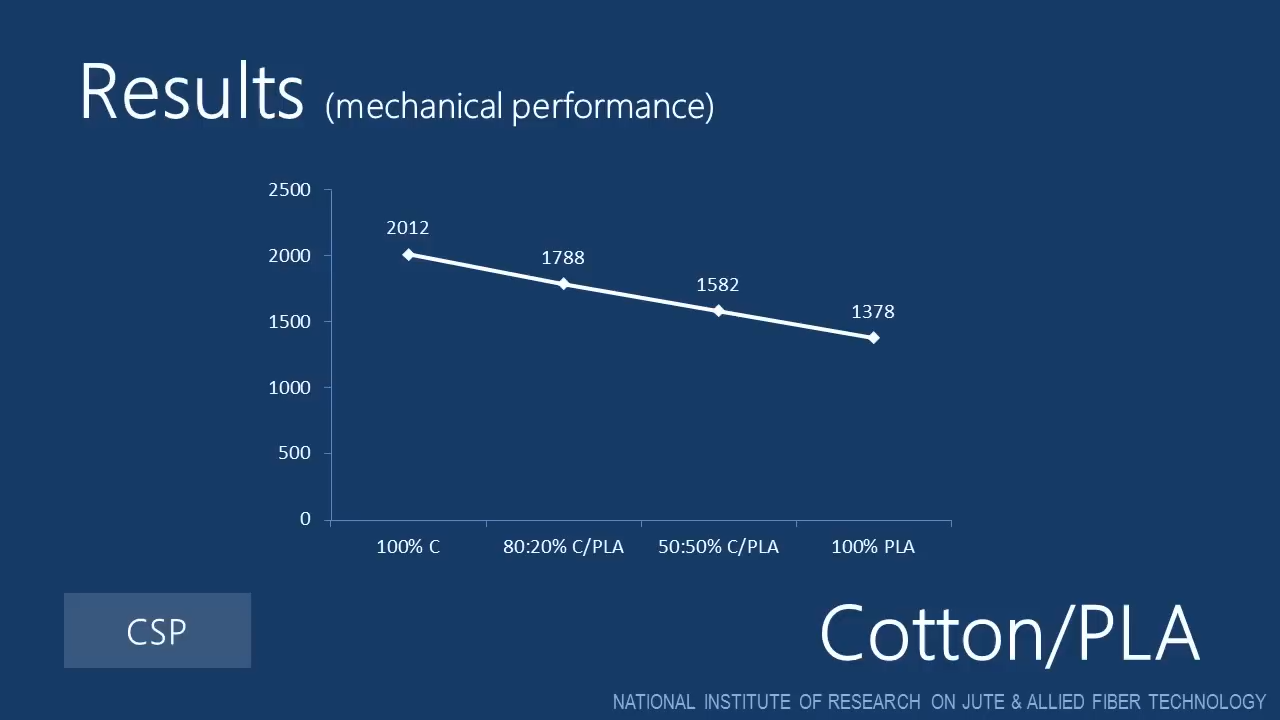 Results (mechanical performance)
2500
2000
1500
1000
500
0
2012
1788
1582
1378
100% C
80:20% C/PLA
50:50% C/PLA
100% PLA
CSP
Cotton/PLA
NATIONAL INSTITUTE OF RESEARCH ON JUTE & ALLIED FIBER TECHNOLOGY